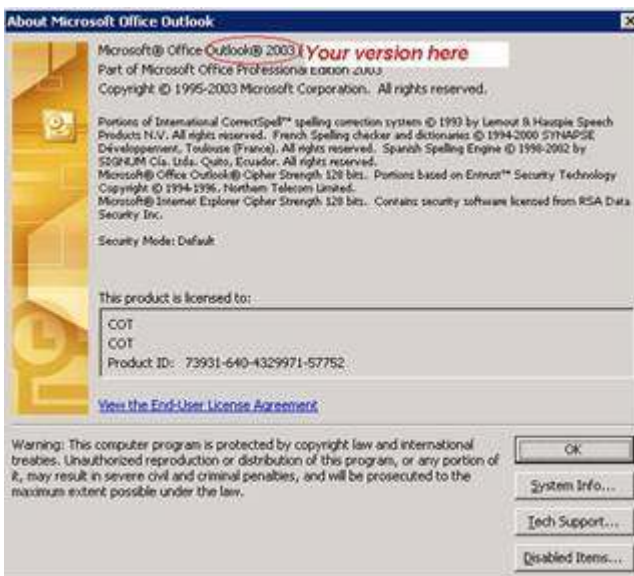 About Microsoft Office Outlook
Microsoft® Office Outlook® 2003 Your version here
Part of Microsoft Office Professional Edition 2003
Copyright © 1995-2003 Microsoft Corporation. All rights reserved.
Portions of International CorrectSpell™ spelling correction system © 1993 by Lernout & Hauspie Speech
Products N.V. All rights reserved. French Spelling checker and dictionaries © 1994-2000 SYNAPSE
Développement, Toulouse (France). All rights reserved. Spanish Spelling Engine © 1998-2002 by
SIGNUM Cía. Ltda. Quito, Ecuador. All rights reserved.
Microsoft® Office Outlook® Cipher Strength 128 bits. Portions based on Entrust™ Security Technology
Copyright © 1994-1996. Northern Telecom Limited.
Microsoft® Internet Explorer Cipher Strength 128 bits. Contains security software licensed from RSA Data
Security Inc.
Security Mode: Default
This product is licensed to:
COT
COT
Product ID: 73931-640-4329971-57752
View the End-User License Agreement
Warning: This computer program is protected by copyright law and international
treaties. Unauthorized reproduction or distribution of this program, or any portion of
it, may result in severe civil and criminal penalties, and will be prosecuted to the
maximum extent possible under the law.
OK
System Info...
Tech Support...
Disabled Items...